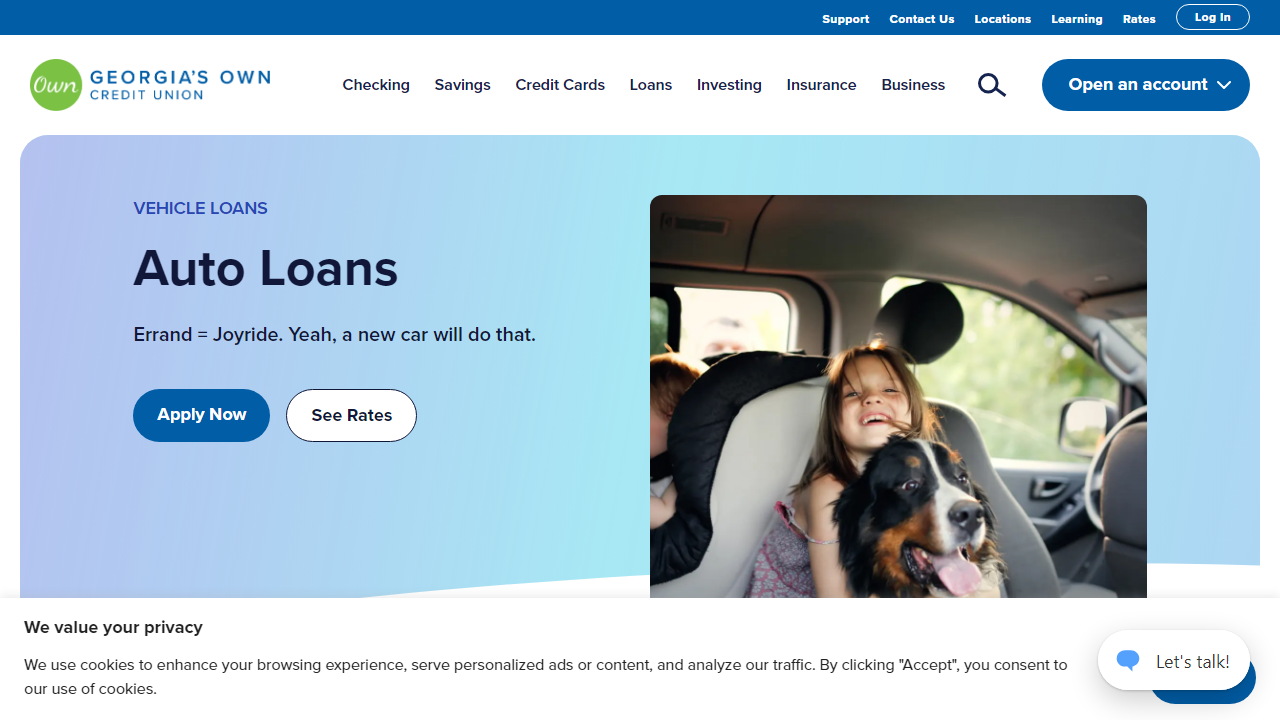 Support Contact Us Locations Learning Rates Log In
Own GEORGIA'S OWN
CREDIT UNION
Checking Savings Credit Cards Loans Investing Insurance Business Open an account
VEHICLE LOANS
Auto Loans
Errand = Joyride. Yeah, a new car will do that.
Apply Now See Rates
We value your privacy
We use cookies to enhance your browsing experience, serve personalized ads or content, and analyze our traffic. By clicking "Accept", you consent to
our use of cookies.
Let's talk!